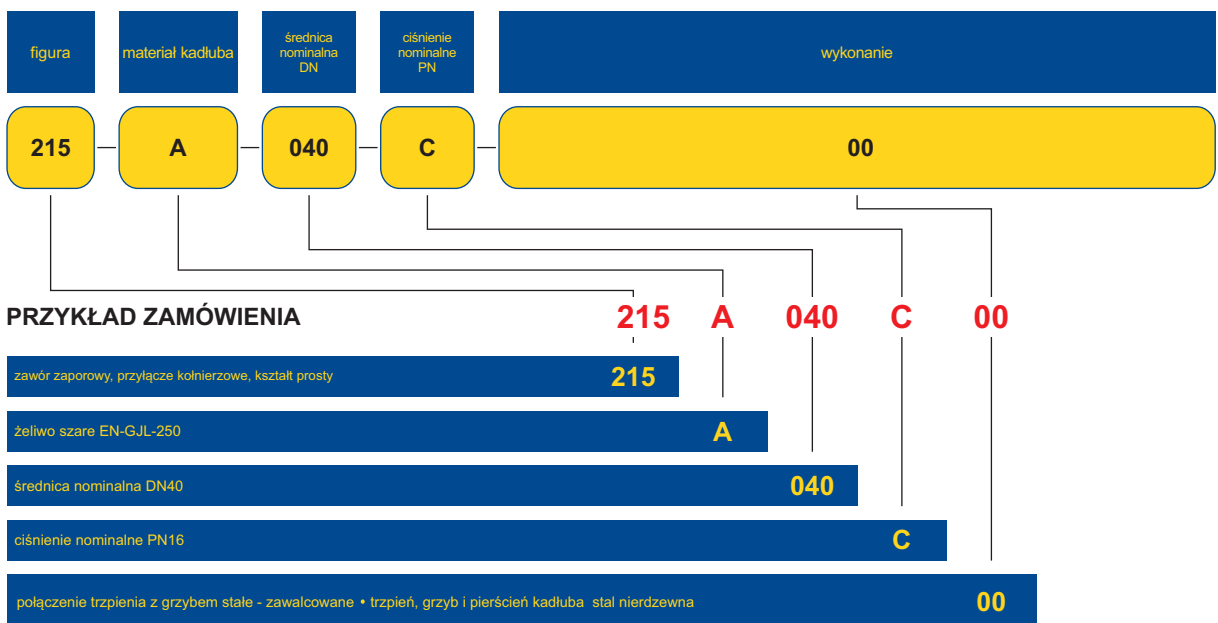 figura
materiał kadłuba
średnica
nominalna
DN
ciśnienie
nominalne
PN
wykonanie
215
A
040
C
00
PRZYKŁAD ZAMÓWIENIA 215 A 040 C 00
zawór zaporowy, przyłącze kołnierzowe, kształt prosty 215
żeliwo szare EN-GJL-250 A
średnica nominalna DN40 040
ciśnienie nominalne PN16 C
połączenie trzpienia z grzybem stałe - zawalcowane • trzpień, grzyb i pierścień kadłuba stal nierdzewna 00